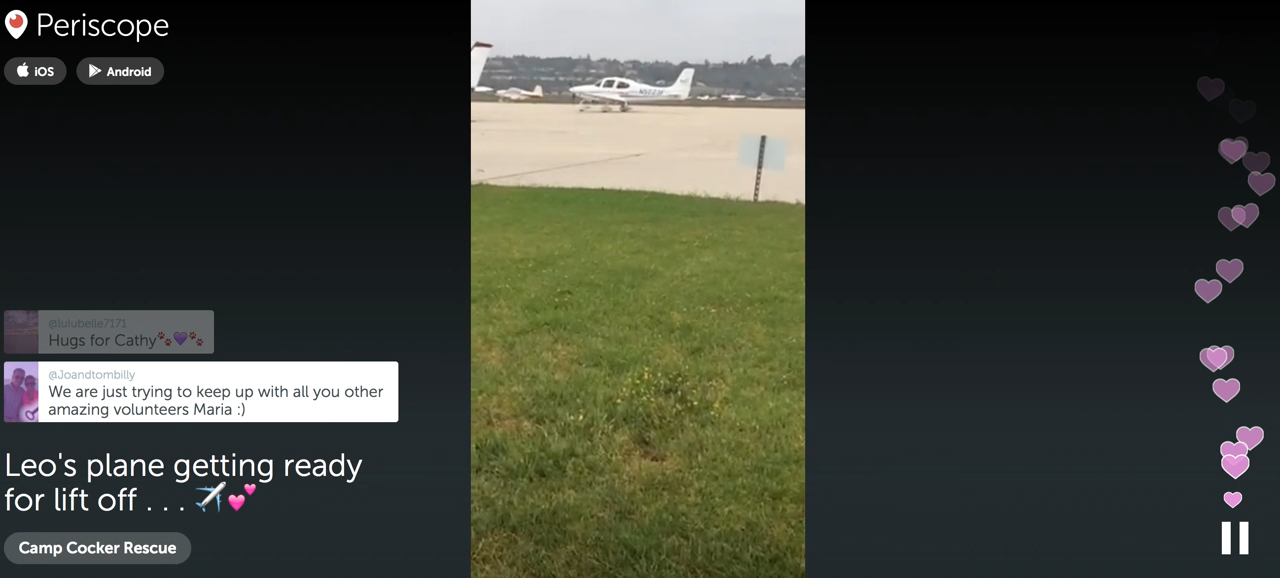 Periscope
iOS
Android
@lulubelle7171
Hugs for Cathy🐾💜🐾
@Joandtombilly
We are just trying to keep up with all you other
amazing volunteers Maria :)
Leo's plane getting ready
for lift off . . . ✈️💕
Camp Cocker Rescue